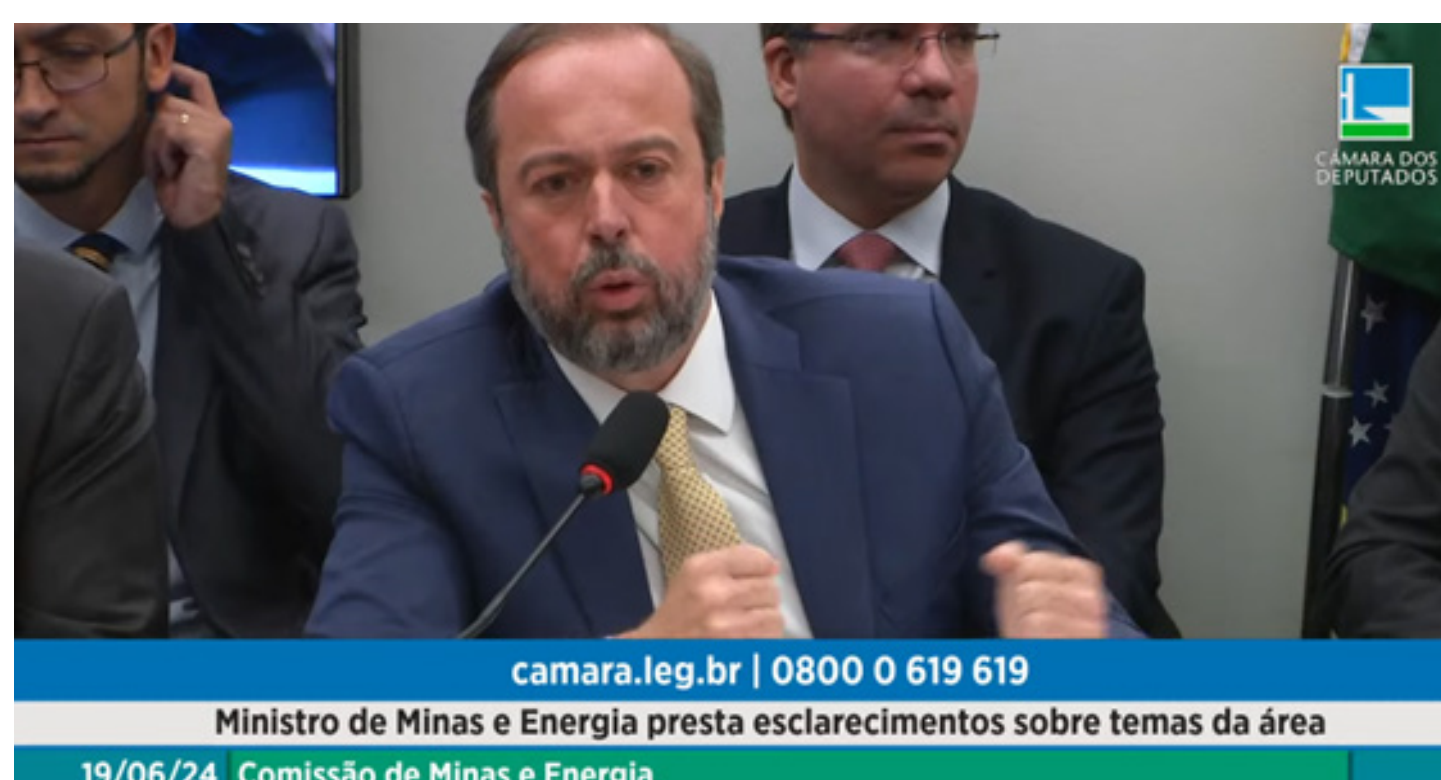 CÂMARA DOS
DEPUTADOS
camara.leg.br | 0800 0 619 619
Ministro de Minas e Energia presta esclarecimentos sobre temas da área
19/06/24 Comissão de Minas e Energia